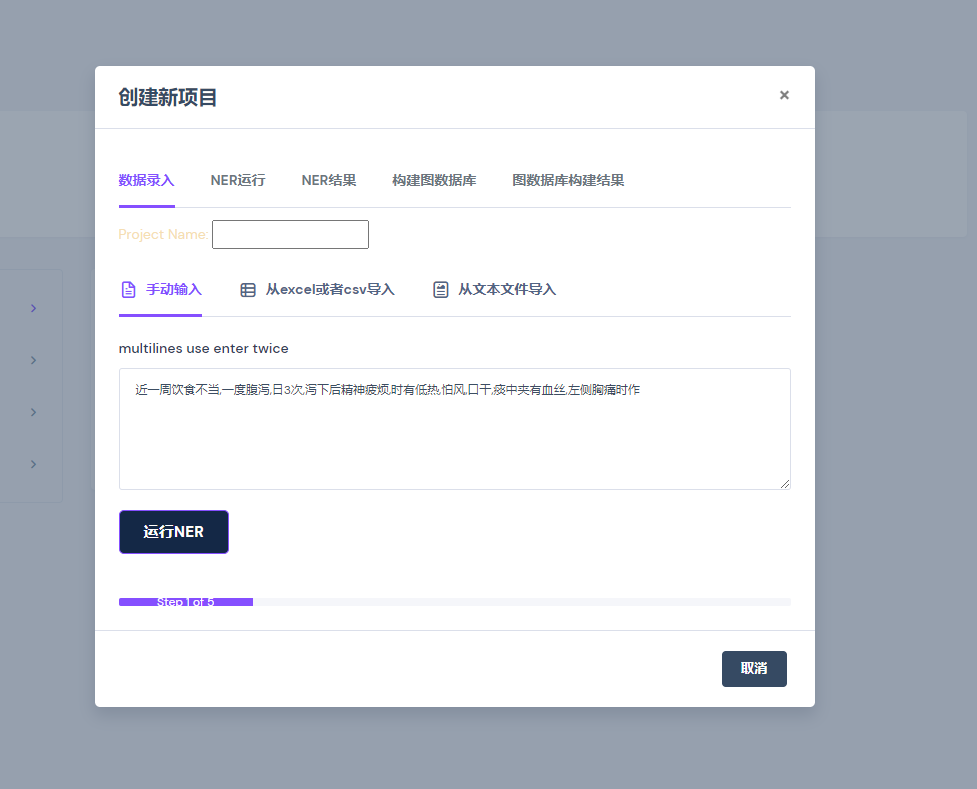 创建新项目 ×
数据录入 NER运行 NER结果 构建图数据库 图数据库构建结果
Project Name:
手动输入 从excel或者csv导入 从文本文件导入
multilines use enter twice
近一周饮食不当,一度腹泻,日3次,泻下后精神疲烦,时有低热,怕风,口干,痰中夹有血丝,左侧胸痛时作
运行NER
Step 1 of 5
取消